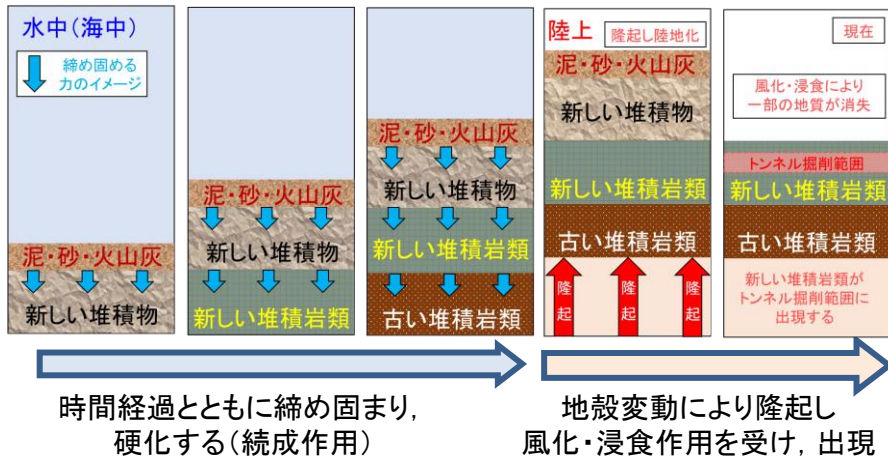 水中(海中)
締め固める
力のイメージ
泥・砂・火山灰
新しい堆積物
泥・砂・火山灰
新しい堆積物
新しい堆積岩類
泥・砂・火山灰
新しい堆積物
新しい堆積岩類
古い堆積岩類
陸上
隆起し陸地化
泥・砂・火山灰
新しい堆積物
新しい堆積岩類
古い堆積岩類
隆起
隆起
隆起
現在
風化・浸食により
一部の地質が消失
トンネル掘削範囲
新しい堆積岩類
古い堆積岩類
新しい堆積岩類が
トンネル掘削範囲に
出現する
時間経過とともに締め固まり,
硬化する(続成作用)
地殻変動により隆起し
風化・浸食作用を受け, 出現